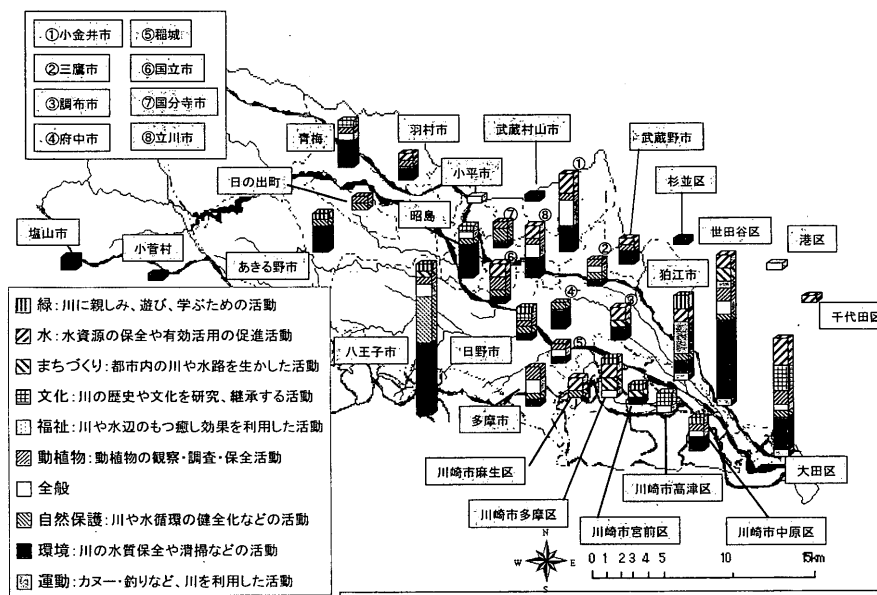 ①小金井市
⑤稲城
②三鷹市
⑥国立市
③調布市
⑦国分寺市
④府中市
⑧立川市
青梅
羽村市
武蔵村山市
①
武蔵野市
小平市
杉並区
日の出町
昭島
⑦
⑧
世田谷区
塩山市
小菅村
あきる野市
②
狛江市
港区
⑥
④
③
千代田区
八王子市
日野市
⑤
多摩市
川崎市麻生区
川崎市多摩区
川崎市宮前区
川崎市高津区
川崎市中原区
大田区
緑:川に親しみ、遊び、学ぶための活動
水:水資源の保全や有効活用の促進活動
まちづくり:都市内の川や水路を生かした活動
文化:川の歴史や文化を研究、継承する活動
福祉:川や水辺のもつ癒し効果を利用した活動
動植物:動植物の観察・調査・保全活動
全般
自然保護:川や水循環の健全化などの活動
環境:川の水質保全や清掃などの活動
運動:カヌー・釣りなど、川を利用した活動
N
W E
S
0 1 2 3 4 5 10 15km